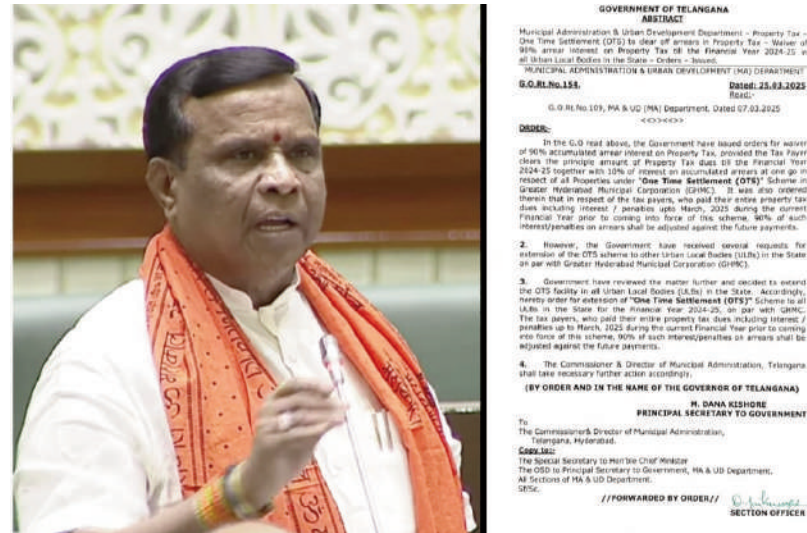 GOVERNMENT OF TELANGANA
ABSTRACT
Municipal Administration & Urban Development Department – Property Tax –
One Time Settlement (OTS) to clear off arrears in Property Tax – Waiver of
90% arrear interest on Property Tax till the Financial Year 2024-25 in
all Urban Local Bodies in the State – Orders – Issued.
MUNICIPAL ADMINISTRATION & URBAN DEVELOPMENT (MA) DEPARTMENT
G.O.Rt.No.154, Dated: 25.03.2025
Read:-
G.O.Rt.No.109, MA & UD (MA) Department, Dated 07.03.2025
<<>><<>>
ORDER:-
In the G.O read above, the Government have issued orders for waiver
of 90% accumulated arrear interest on Property Tax, provided the Tax Payer
clears the principle amount of Property Tax dues till the Financial Year
2024-25 together with 10% of interest on accumulated arrears at one go in
respect of all Properties under "One Time Settlement (OTS)" Scheme in
Greater Hyderabad Municipal Corporation (GHMC). It was also ordered
therein that in respect of the tax payers, who paid their entire property tax
dues including interest / penalties upto March, 2025 during the current
Financial Year prior to coming into force of this scheme, 90% of such
interest/penalties on arrears shall be adjusted against the future payments.
2. However, the Government have received several requests for
extension of the OTS scheme to other Urban Local Bodies (ULBs) in the State
on par with Greater Hyderabad Municipal Corporation (GHMC).
3. Government have reviewed the matter further and decided to extend
the OTS facility in all Urban Local Bodies (ULBs) in the State. Accordingly,
hereby order for extension of "One Time Settlement (OTS)" Scheme to all
ULBs in the State for the Financial Year 2024-25, on par with GHMC.
The tax payers, who paid their entire property tax dues including interest /
penalties up to March, 2025 during the current Financial Year prior to coming
into force of this scheme, 90% of such interest/penalties on arrears shall be
adjusted against the future payments.
4. The Commissioner & Director of Municipal Administration, Telangana
shall take necessary further action accordingly.
(BY ORDER AND IN THE NAME OF THE GOVERNOR OF TELANGANA)
M. DANA KISHORE
PRINCIPAL SECRETARY TO GOVERNMENT
To
The Commissioner& Director of Municipal Administration,
Telangana, Hyderabad.
Copy to:-
The Special Secretary to Hon'ble Chief Minister
The OSD to Principal Secretary to Government, MA & UD Department.
All Sections of MA & UD Department.
SF/Sc.
//FORWARDED BY ORDER//
SECTION OFFICER